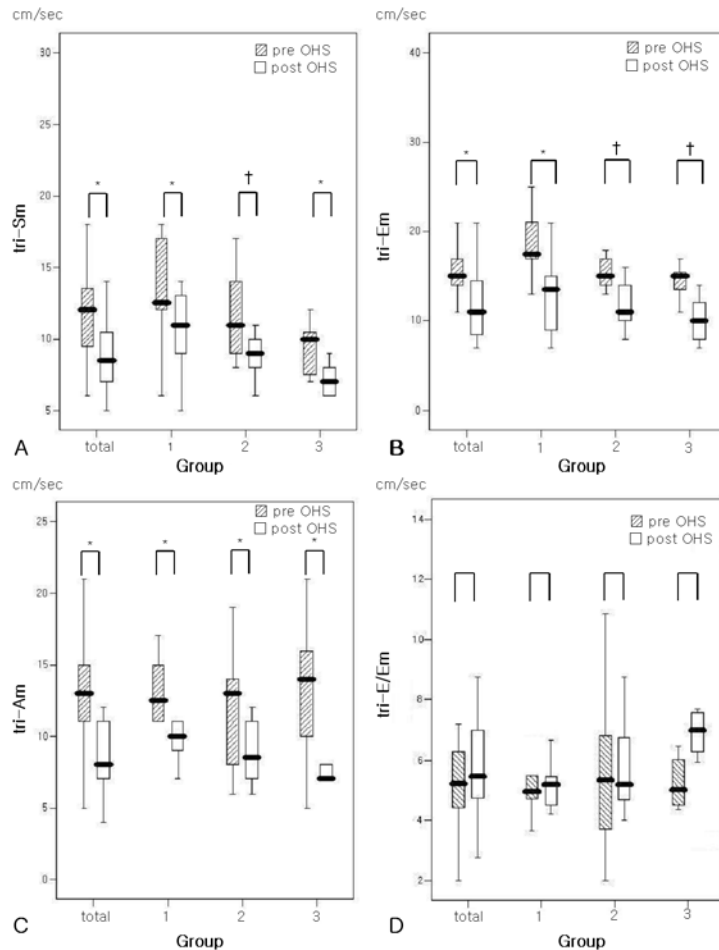 cm/sec
pre OHS
post OHS
30
25
20
15
10
5
tri-Sm
*
*
†
*
total
1
2
3
Group
A
cm/sec
pre OHS
post OHS
40
30
20
10
0
tri-Em
*
*
†
†
total
1
2
3
Group
B
cm/sec
pre OHS
post OHS
25
20
15
10
5
0
tri-Am
*
*
*
*
total
1
2
3
Group
C
cm/sec
pre OHS
post OHS
14
12
10
8
6
4
2
tri-E/Em
total
1
2
3
Group
D